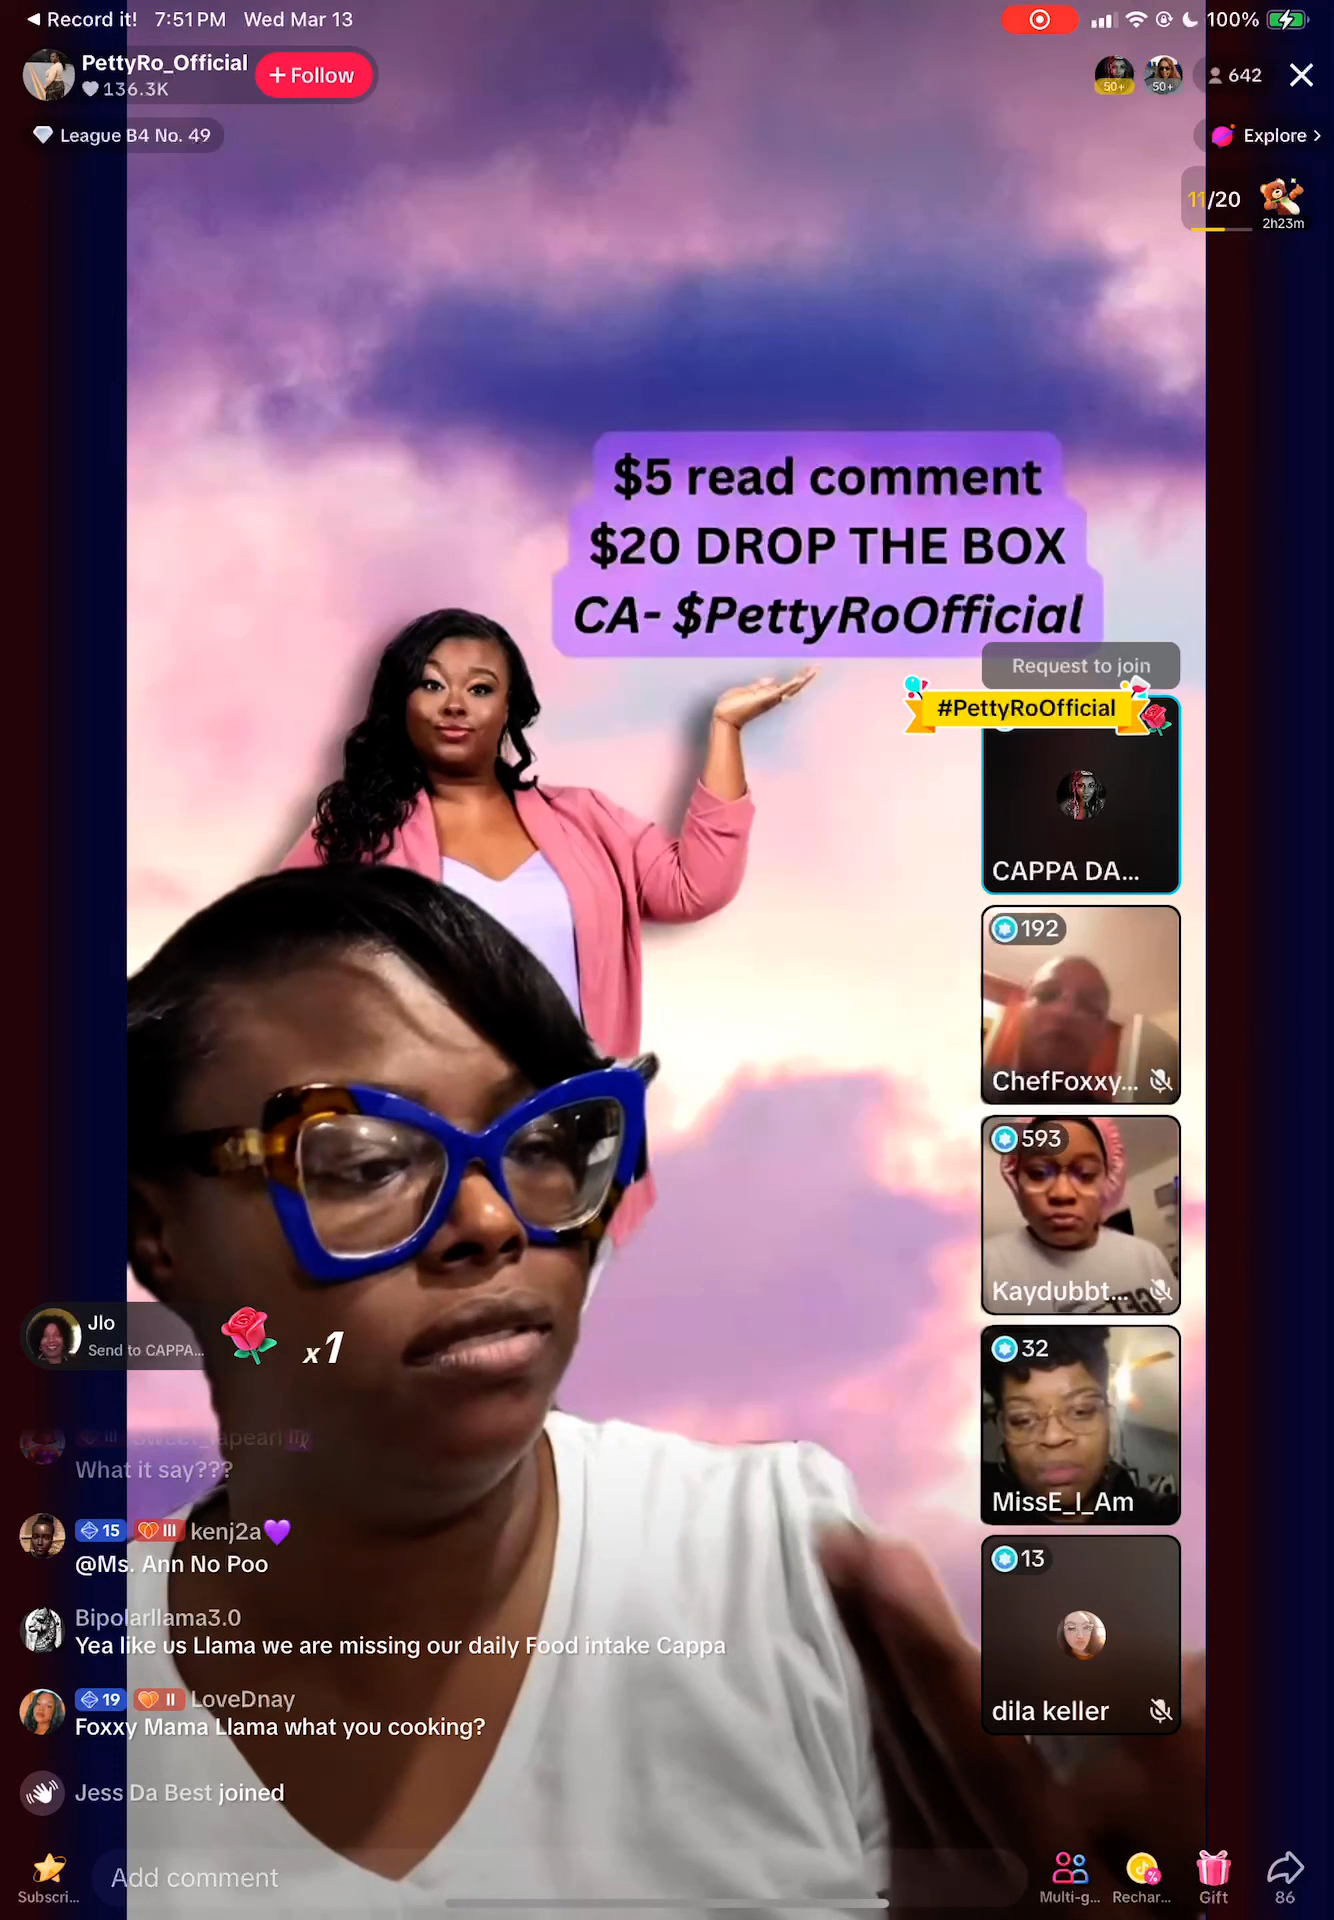 Record it! 7:51 PM Wed Mar 13 100%
PettyRo_Official
136.3K
+ Follow
50+ 50+ 642
League B4 No. 49
Explore >
11/20
2h23m
$5 read comment
$20 DROP THE BOX
CA- $PettyRoOfficial
Request to join
#PettyRoOfficial
CAPPA DA...
192
ChefFoxxy...
593
Kaydubbt...
32
MissE_I_Am
13
dila keller
Jlo
Send to CAPPA...
x1
What it say???
15 III kenj2a💜
@Ms. Ann No Poo
Bipolarllama3.0
Yea like us Llama we are missing our daily Food intake Cappa
19 II LoveDnay
Foxxy Mama Llama what you cooking?
Jess Da Best joined
Subscri...
Add comment
Multi-g...
Rechar...
Gift
86